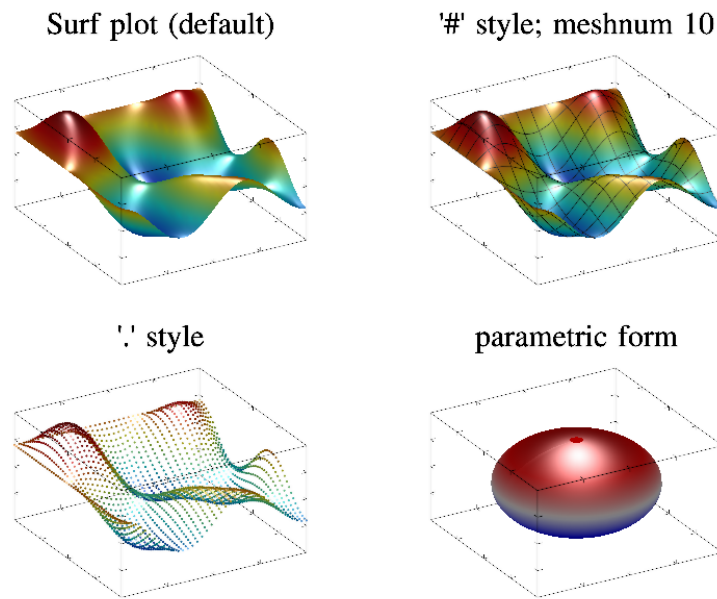 Surf plot (default)
'#' style; meshnum 10
'.' style
parametric form